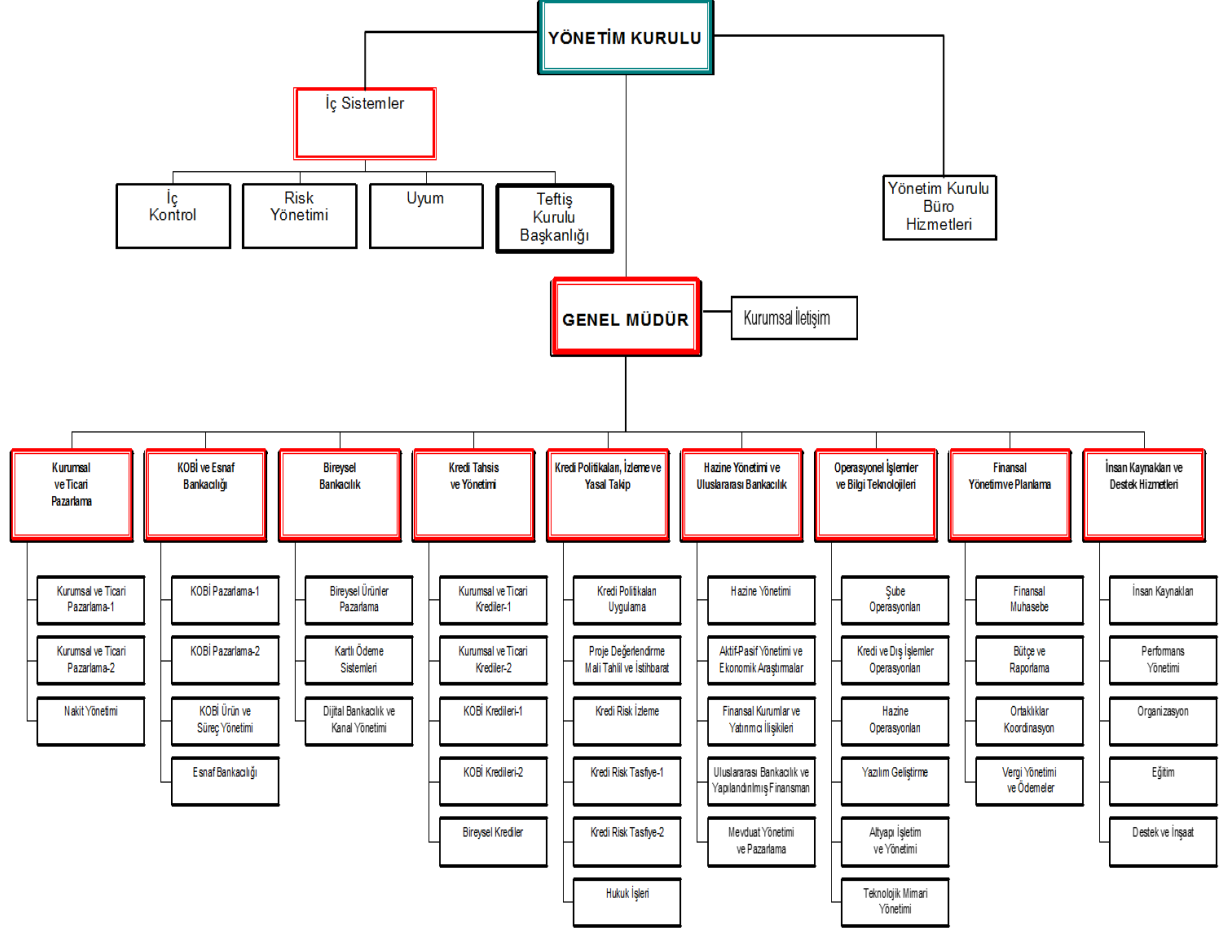 YÖNETİM KURULU
İç Sistemler
İç
Kontrol
Risk
Yönetimi
Uyum
Teftiş
Kurulu
Başkanlığı
Yönetim Kurulu
Büro
Hizmetleri
GENEL MÜDÜR
Kurumsal İletişim
Kurumsal
ve Ticari
Pazarlama
KOBİ ve Esnaf
Bankacılığı
Bireysel
Bankacılık
Kredi Tahsis
ve Yönetimi
Kredi Politikaları, İzleme ve
Yasal Takip
Hazine Yönetimi ve
Uluslararası Bankacılık
Operasyonel İşlemler
ve Bilgi Teknolojileri
Finansal
Yönetim ve Planlama
İnsan Kaynakları ve
Destek Hizmetleri
Kurumsal ve Ticari
Pazarlama-1
Kurumsal ve Ticari
Pazarlama-2
Nakit Yönetimi
KOBİ Pazarlama-1
KOBİ Pazarlama-2
KOBİ Ürün ve
Süreç Yönetimi
Esnaf Bankacılığı
Bireysel Ürünler
Pazarlama
Kartlı Ödeme
Sistemleri
Dijital Bankacılık ve
Kanal Yönetimi
Kurumsal ve Ticari
Krediler-1
Kurumsal ve Ticari
Krediler-2
KOBİ Kredileri-1
KOBİ Kredileri-2
Bireysel Krediler
Kredi Politikaları
Uygulama
Proje Değerlendirme
Mali Tahlil ve İstihbarat
Kredi Risk İzleme
Kredi Risk Tasfiye-1
Kredi Risk Tasfiye-2
Hukuk İşleri
Hazine Yönetimi
Aktif-Pasif Yönetimi ve
Ekonomik Araştırmalar
Finansal Kurumlar ve
Yatırımcı İlişkileri
Uluslararası Bankacılık ve
Yapılandırılmış Finansman
Mevduat Yönetimi
ve Pazarlama
Şube
Operasyonları
Kredi ve Dış İşlemler
Operasyonları
Hazine
Operasyonları
Yazılım Geliştirme
Altyapı İşletim
ve Yönetimi
Teknolojik Mimari
Yönetimi
Finansal
Muhasebe
Bütçe ve
Raporlama
Ortaklıklar
Koordinasyon
Vergi Yönetimi
ve Ödemeler
İnsan Kaynakları
Performans
Yönetimi
Organizasyon
Eğitim
Destek ve İnşaat